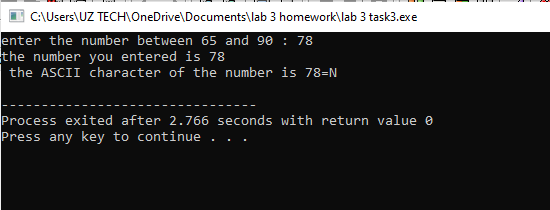 C:\Users\UZ TECH\OneDrive\Documents\lab 3 homework\lab 3 task3.exe
enter the number between 65 and 90 : 78
the number you entered is 78
 the ASCII character of the number is 78=N
--------------------------------
Process exited after 2.766 seconds with return value 0
Press any key to continue . . .